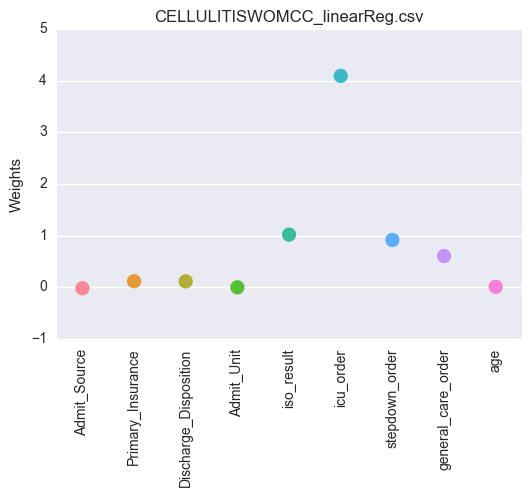 CELLULITISWOMCC_linearReg.csv
5
4
3
2
1
0
−1
Weights
Admit_Source
Primary_Insurance
Discharge_Disposition
Admit_Unit
iso_result
icu_order
stepdown_order
general_care_order
age